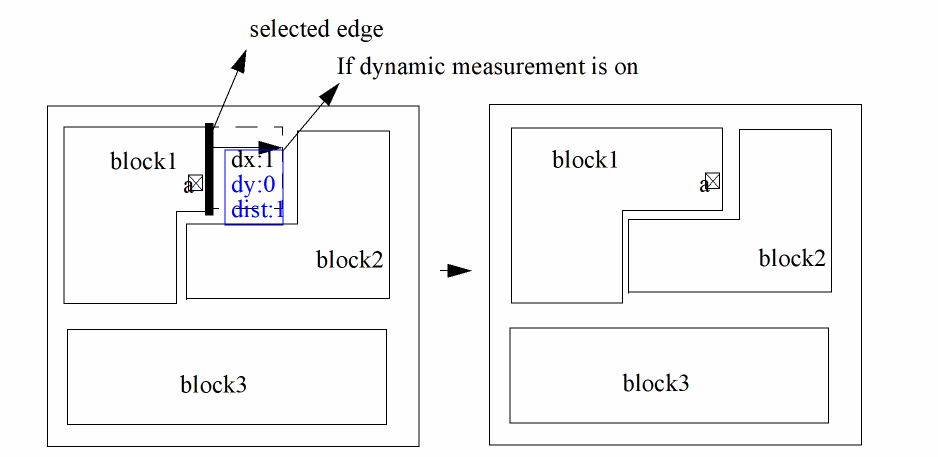 selected edge
If dynamic measurement is on
block1
dx:1
a
dy:0
dist:1
block2
block3
block1
a
block2
block3